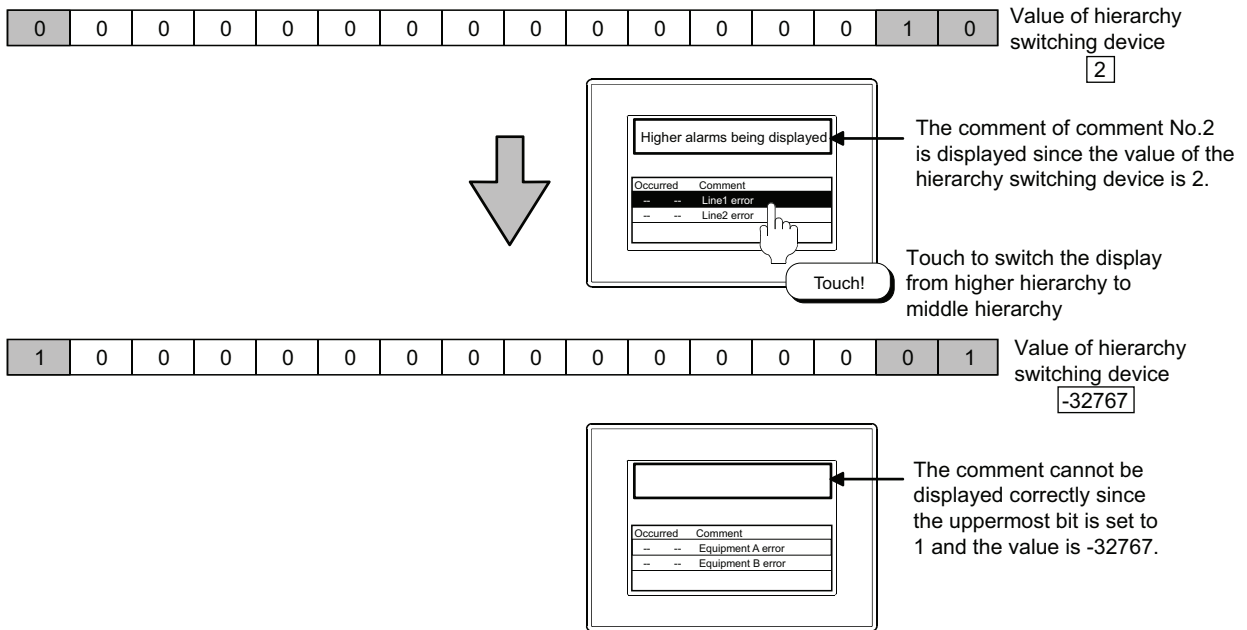 0 0 0 0 0 0 0 0 0 0 0 0 0 1 0
Value of hierarchy
switching device
2
Higher alarms being displayed
The comment of comment No.2
is displayed since the value of the
hierarchy switching device is 2.
Occurred Comment
-- -- Line1 error
-- -- Line2 error
Touch!
Touch to switch the display
from higher hierarchy to
middle hierarchy
1 0 0 0 0 0 0 0 0 0 0 0 0 0 1
Value of hierarchy
switching device
-32767
The comment cannot be
displayed correctly since
the uppermost bit is set to
1 and the value is -32767.
Occurred Comment
-- -- Equipment A error
-- -- Equipment B error